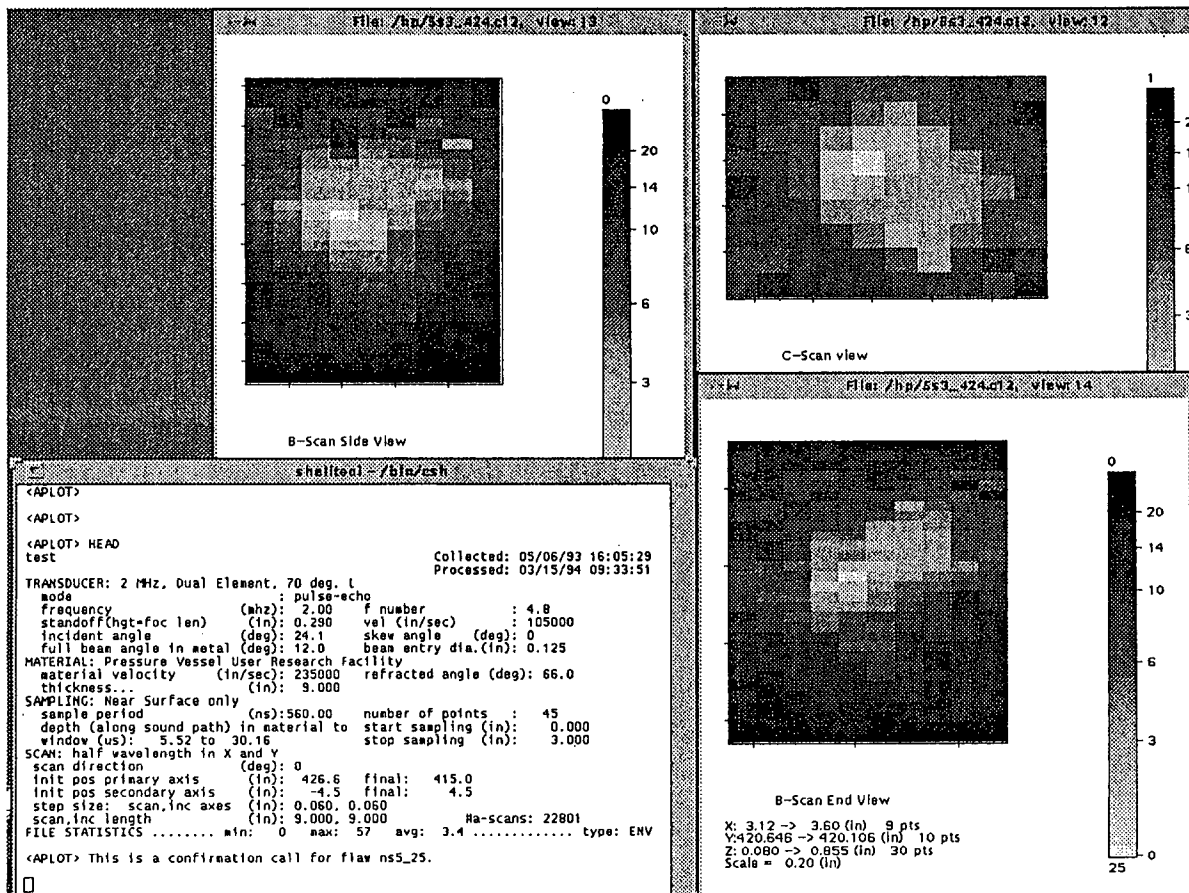 File: /hp/5s3_424.c12, view: 13
0
20
14
10
6
3
B-Scan Side View
File: /hp/5s3_424.c12, view: 12
1
2
1
1
6
3
C-Scan view
shelltool - /bin/csh
<APLOT>
<APLOT>
<APLOT> HEAD
test Collected: 05/06/93 16:05:29
Processed: 03/15/94 09:33:51
TRANSDUCER: 2 MHz, Dual Element, 70 deg. L
mode : pulse-echo
frequency (mhz): 2.00 f number : 4.8
standoff(hgt=foc len) (in): 0.290 vel (in/sec) : 105000
incident angle (deg): 24.1 skew angle (deg): 0
full beam angle in metal (deg): 12.0 beam entry dia.(in): 0.125
MATERIAL: Pressure Vessel User Research Facility
material velocity (in/sec): 235000 refracted angle (deg): 66.0
thickness... (in): 9.000
SAMPLING: Near Surface only
sample period (ns):560.00 number of points : 45
depth (along sound path) in material to start sampling (in): 0.000
window (us): 5.52 to 30.16 stop sampling (in): 3.000
SCAN: half wavelength in X and Y
scan direction (deg): 0
init pos primary axis (in): 426.6 final: 415.0
init pos secondary axis (in): -4.5 final: 4.5
step size: scan,inc axes (in): 0.060, 0.060
scan,inc length (in): 9.000, 9.000 #a-scans: 22801
FILE STATISTICS ........ min: 0 max: 57 avg: 3.4 ............. type: ENV
<APLOT> This is a confirmation call for flaw ns5_25.
File: /hp/5s3_424.c12, view: 14
0
20
14
10
6
3
0
25
B-Scan End View
X: 3.12 -> 3.60 (in) 9 pts
Y:420.646 -> 420.106 (in) 10 pts
Z: 0.080 -> 0.855 (in) 30 pts
Scale = 0.20 (in)